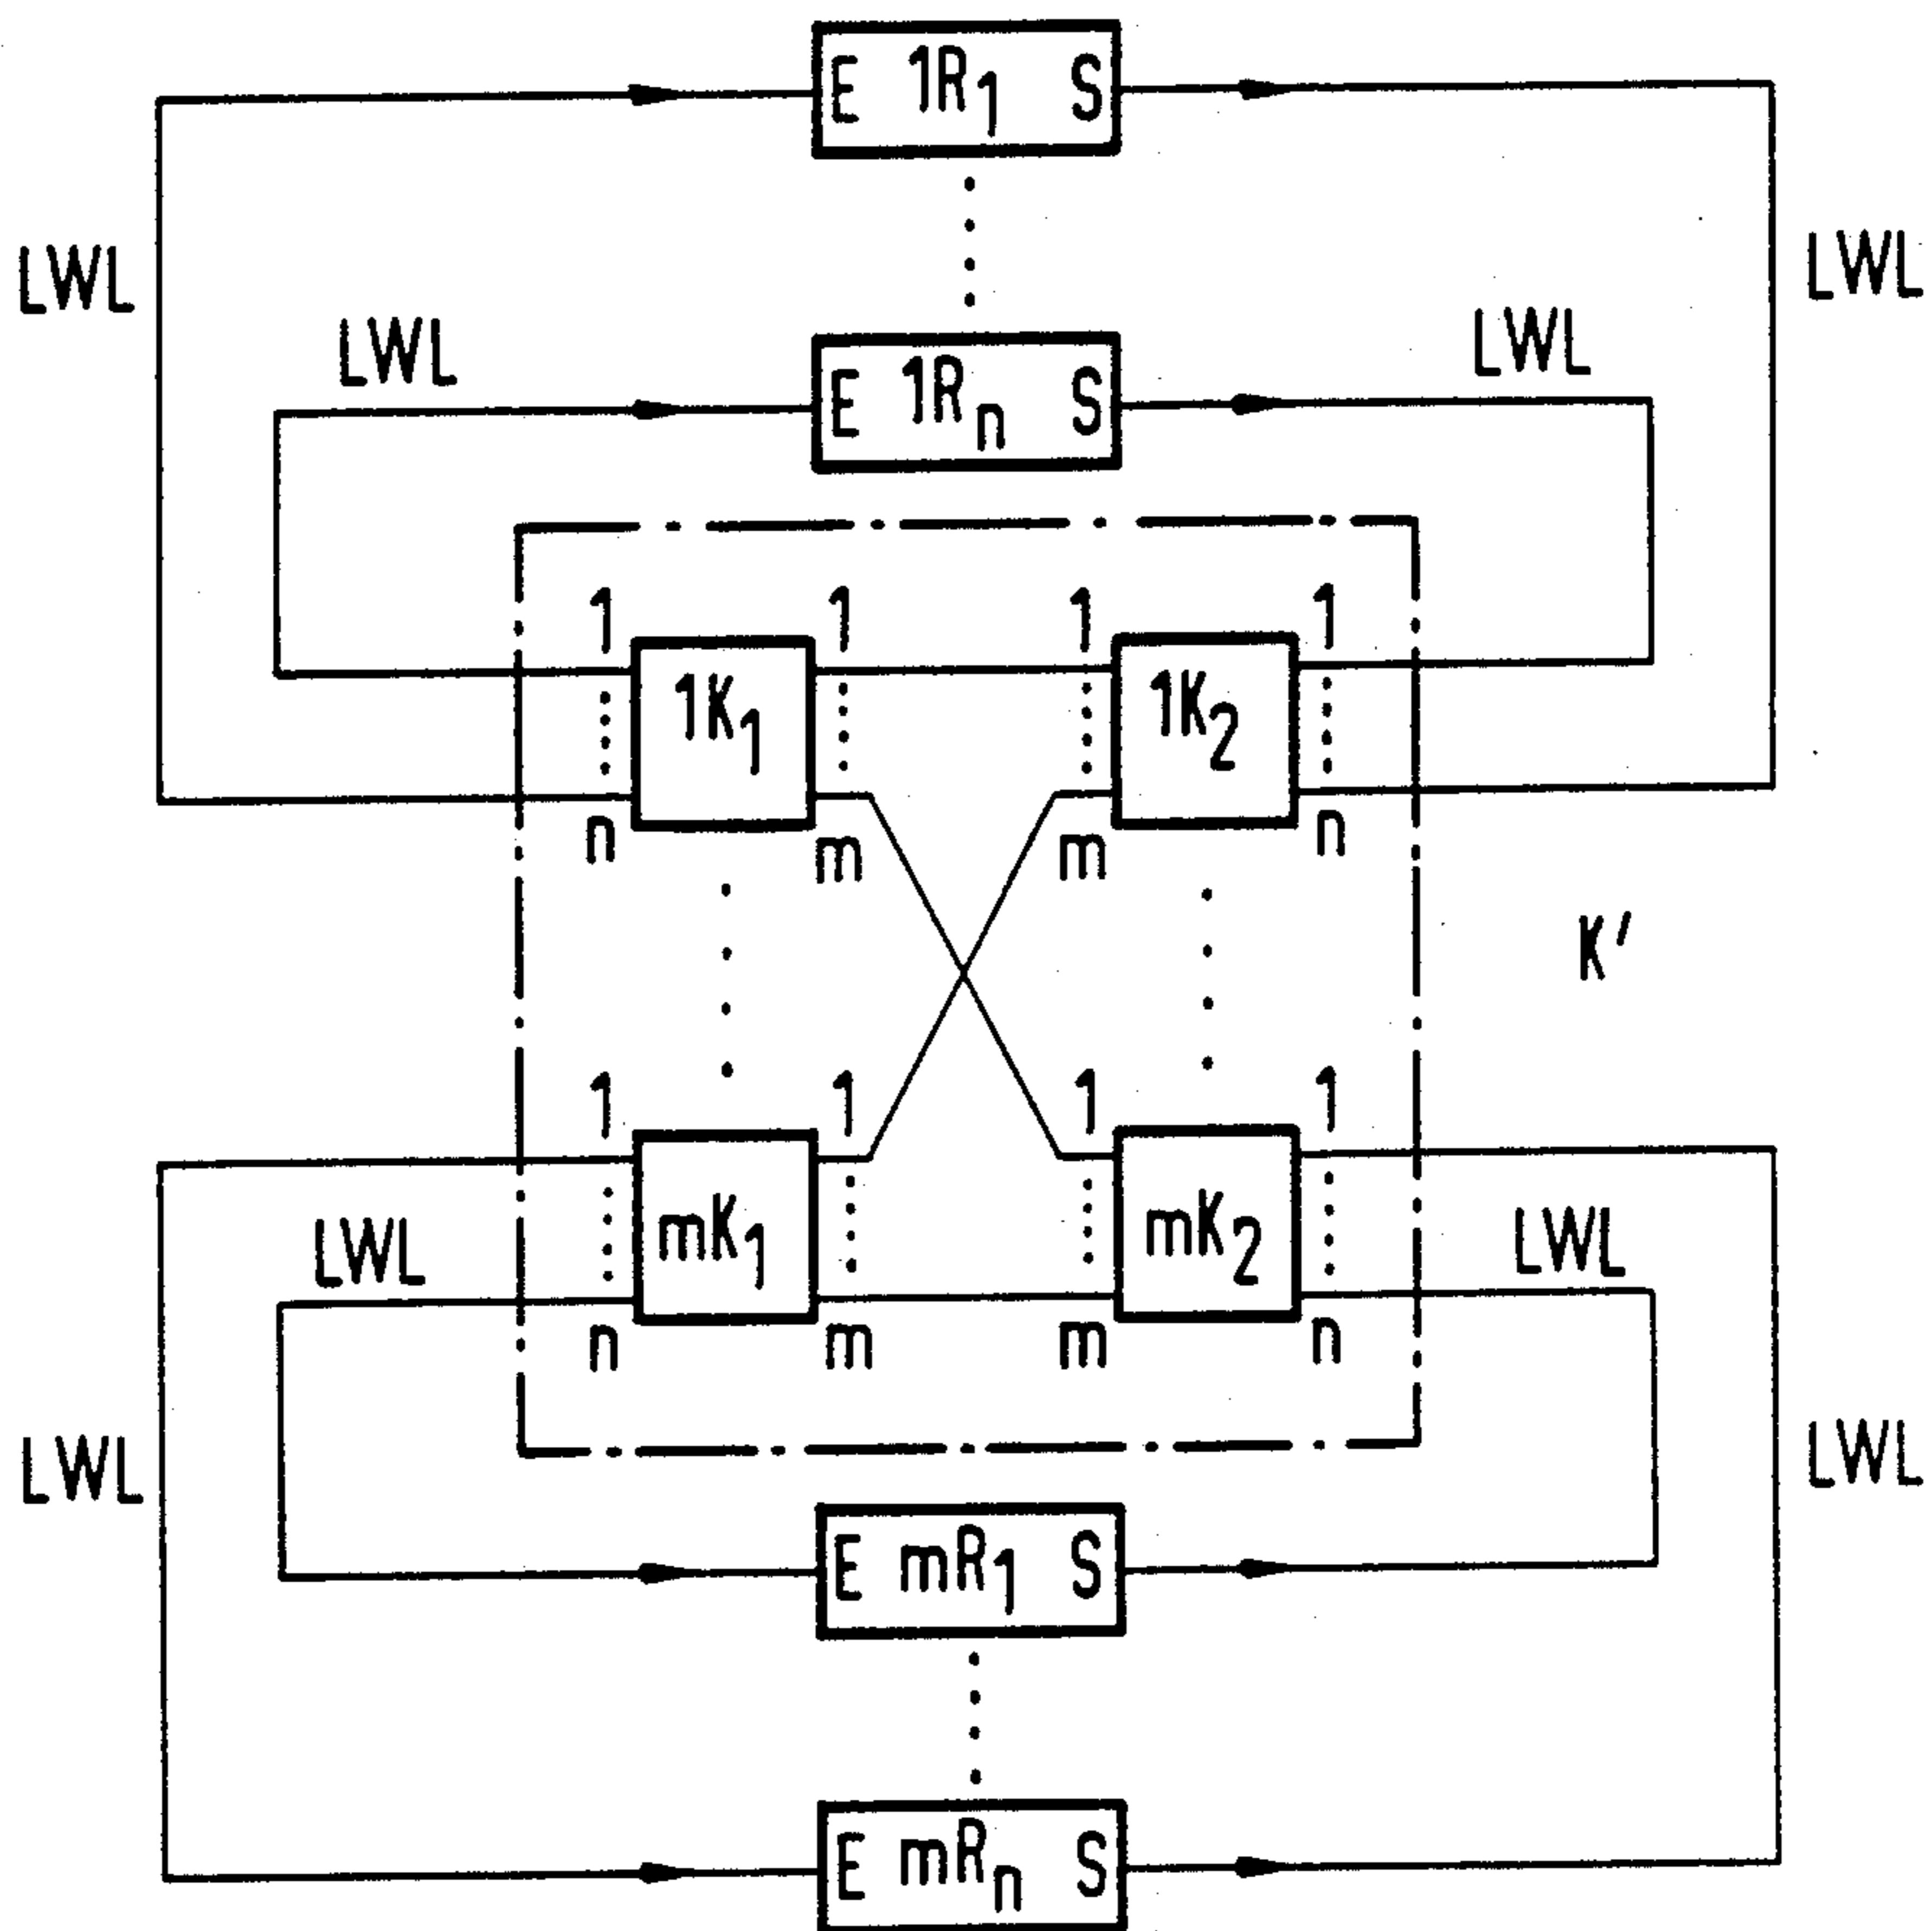 E 1R1 S
LWL LWL
LWL LWL
E 1Rn S
1 1 1 1
1K1 1K2
n m m n
K'
1 1 1 1
mK1 mK2
LWL LWL
n m m n
LWL LWL
E mR1 S
E mRn S